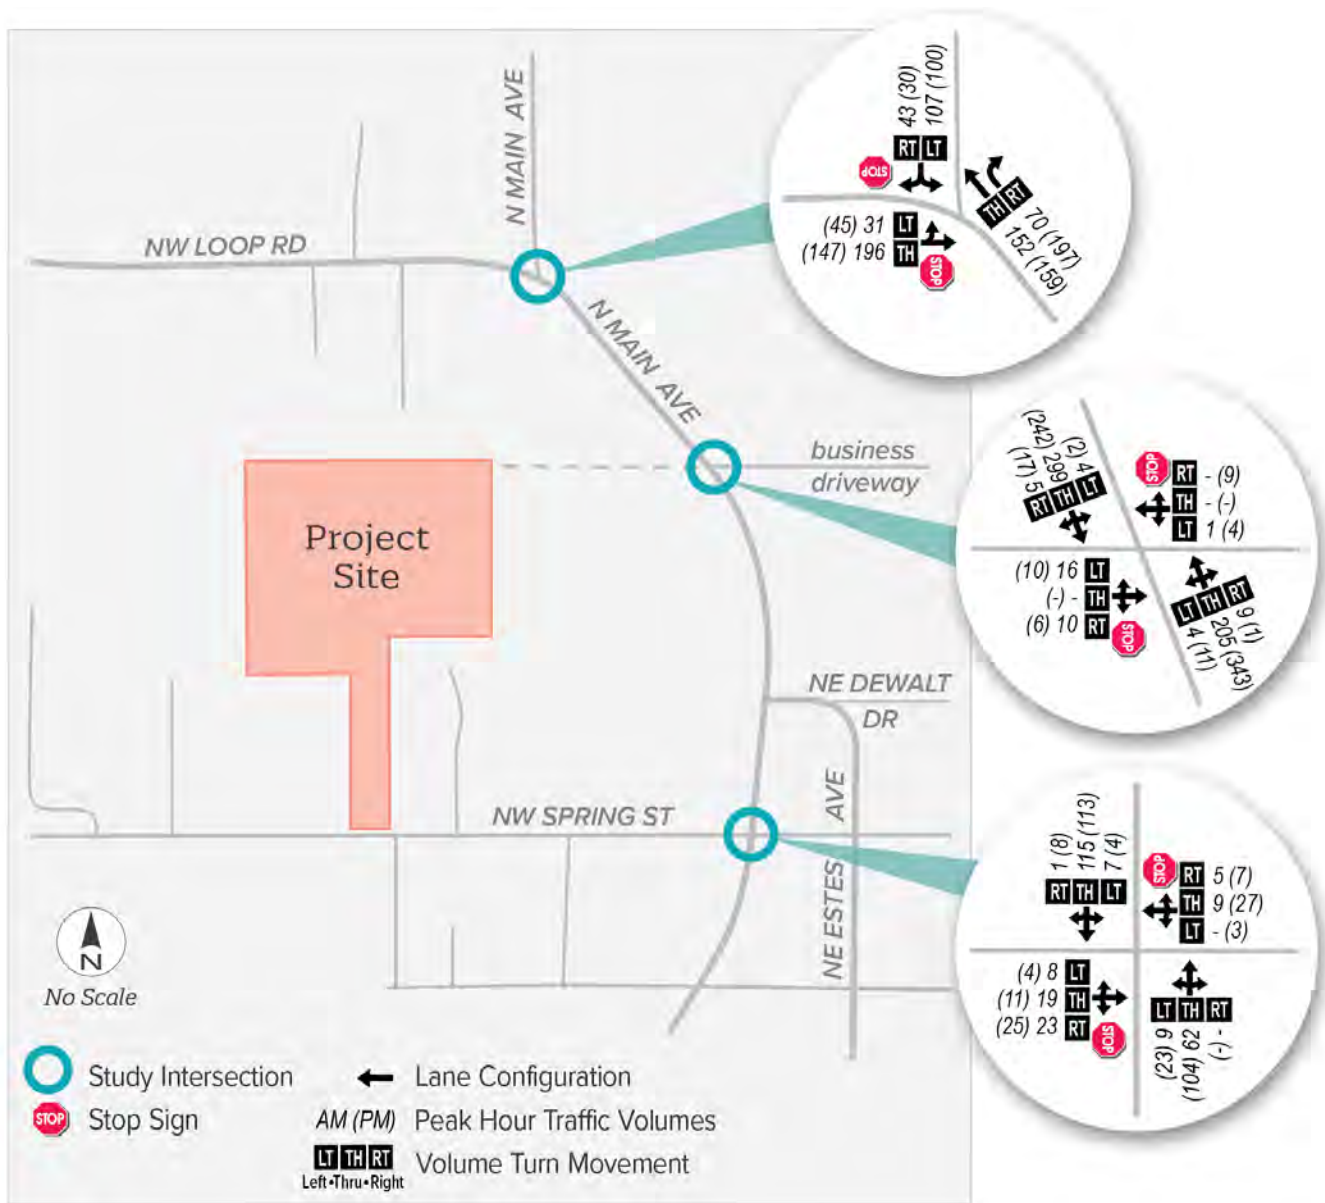 N MAIN AVE
NW LOOP RD
N MAIN AVE
business
driveway
Project
Site
NE DEWALT
DR
NW SPRING ST
NE ESTES AVE
N
No Scale
43 (30)
107 (100)
RT LT
STOP
(45) 31 LT
(147) 196 TH
STOP
TH RT
70 (197)
152 (159)
(17) 5
(242) 299
(2) 4
RT TH LT
STOP
RT - (9)
TH - (-)
LT 1 (4)
(10) 16 LT
(-) - TH
(6) 10 RT
STOP
LT TH RT
9 (1)
205 (343)
4 (11)
1 (8)
115 (113)
7 (4)
RT TH LT
STOP
RT 5 (7)
TH 9 (27)
LT - (3)
(4) 8 LT
(11) 19 TH
(25) 23 RT
STOP
LT TH RT
(23) 9
(104) 62
(-) -
Study Intersection
Lane Configuration
STOP Stop Sign
AM (PM) Peak Hour Traffic Volumes
LT TH RT Volume Turn Movement
Left•Thru•Right